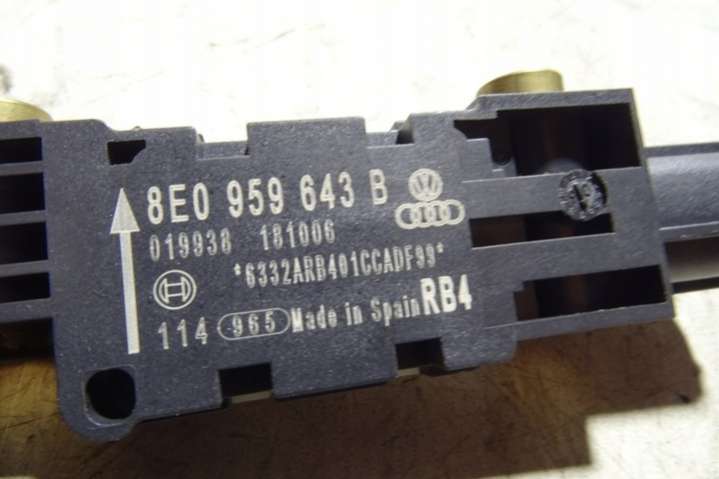 8E0 959 643 B
019938 181006
*6332ARB401CCADF99*
114 965 Made in Spain RB4